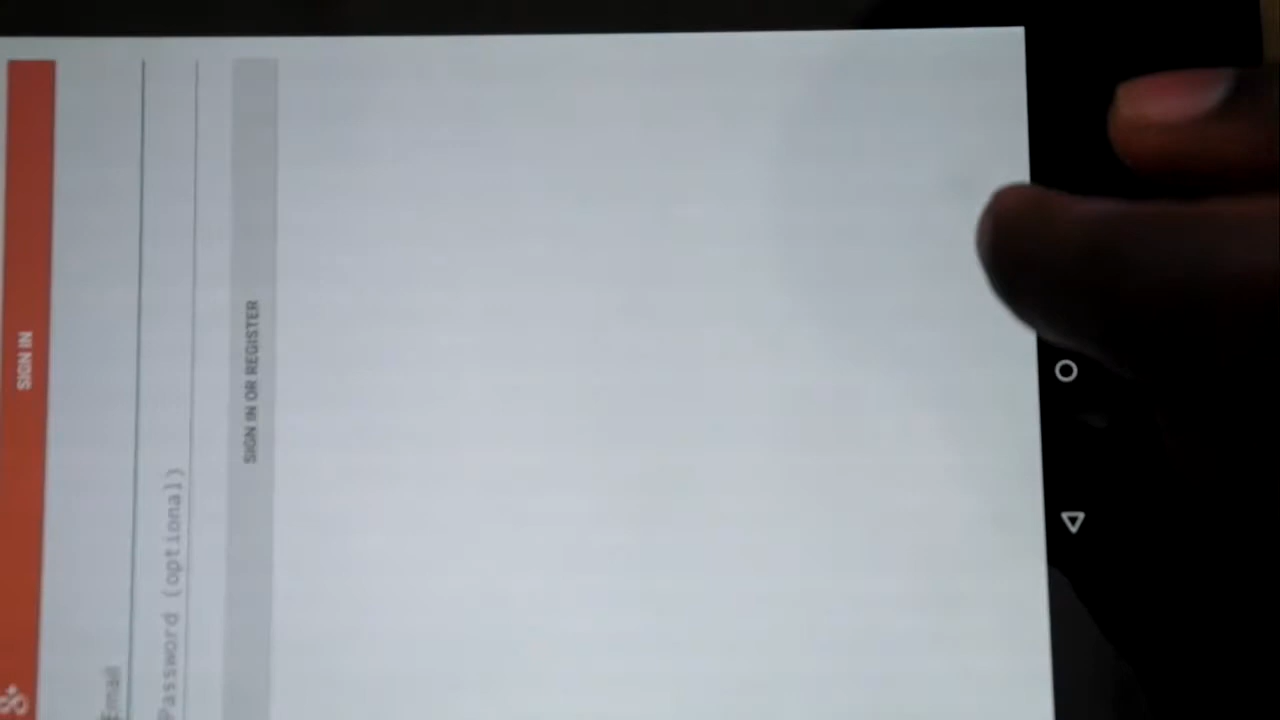 g+ SIGN IN
Email
Password (optional)
SIGN IN OR REGISTER